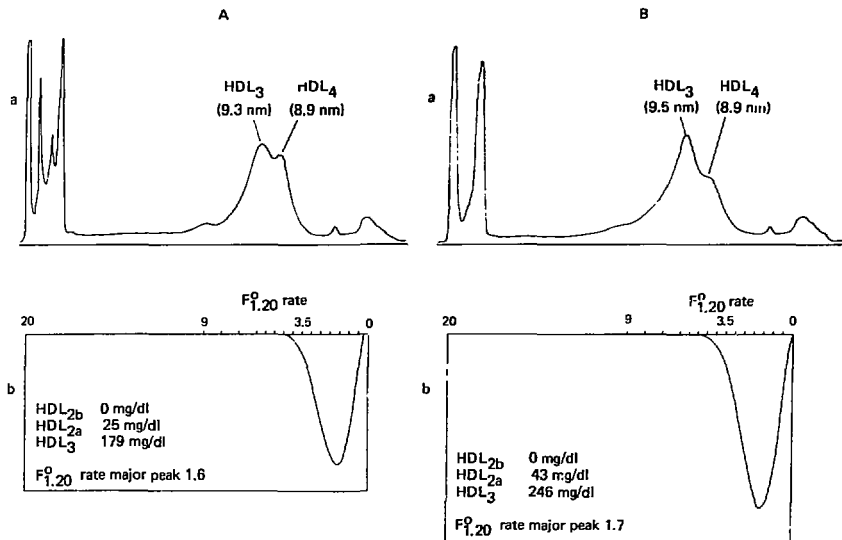 A
B
a
HDL3
(9.3 nm)
HDL4
(8.9 nm)
a
HDL3
(9.5 nm)
HDL4
(8.9 nm)
F°1.20 rate
20 9 3.5 0
b
HDL2b 0 mg/dl
HDL2a 25 mg/dl
HDL3 179 mg/dl
F°1.20 rate major peak 1.6
F°1.20 rate
20 9 3.5 0
b
HDL2b 0 mg/dl
HDL2a 43 mg/dl
HDL3 246 mg/dl
F°1.20 rate major peak 1.7